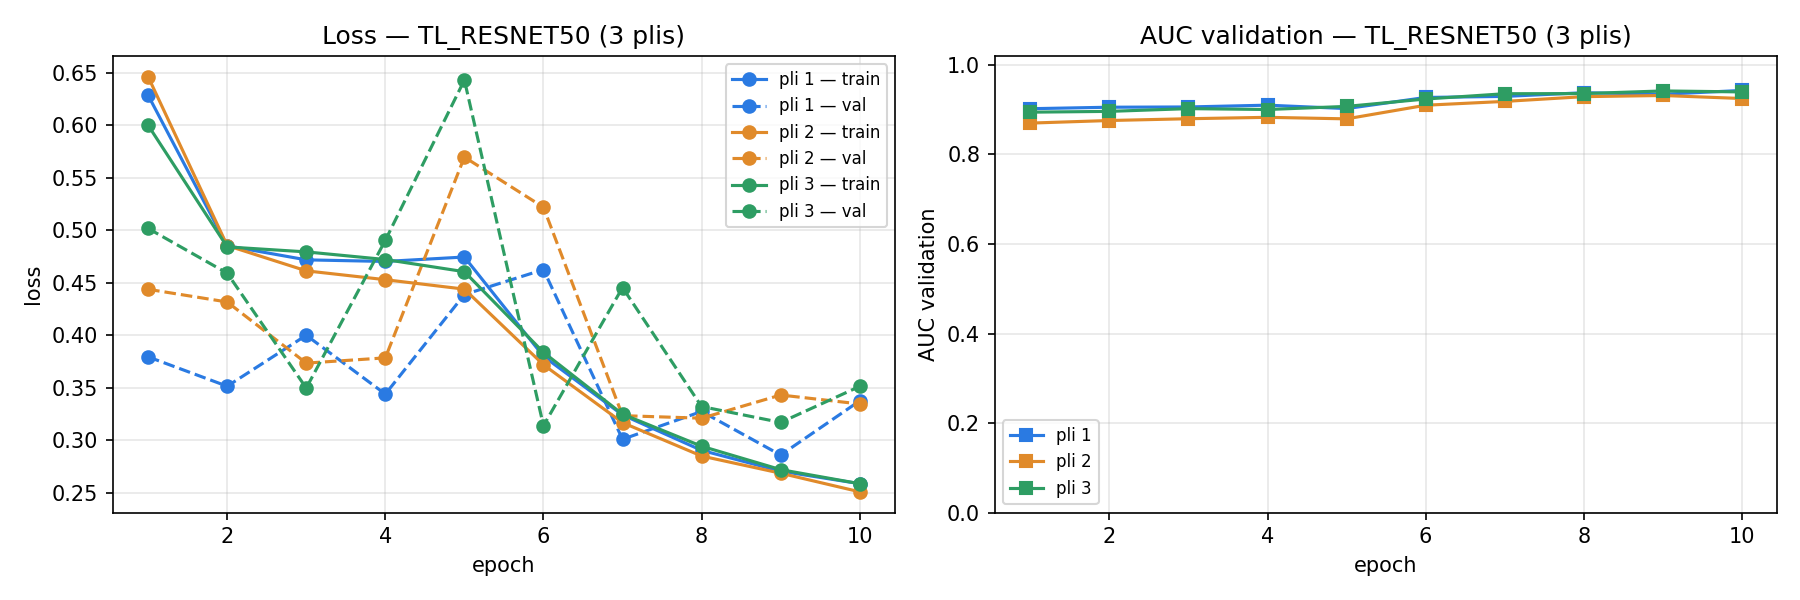 Loss — TL_RESNET50 (3 plis)
loss
0.65
0.60
0.55
0.50
0.45
0.40
0.35
0.30
0.25
pli 1 — train
pli 1 — val
pli 2 — train
pli 2 — val
pli 3 — train
pli 3 — val
2 4 6 8 10
epoch
AUC validation — TL_RESNET50 (3 plis)
AUC validation
1.0
0.8
0.6
0.4
0.2
0.0
pli 1
pli 2
pli 3
2 4 6 8 10
epoch